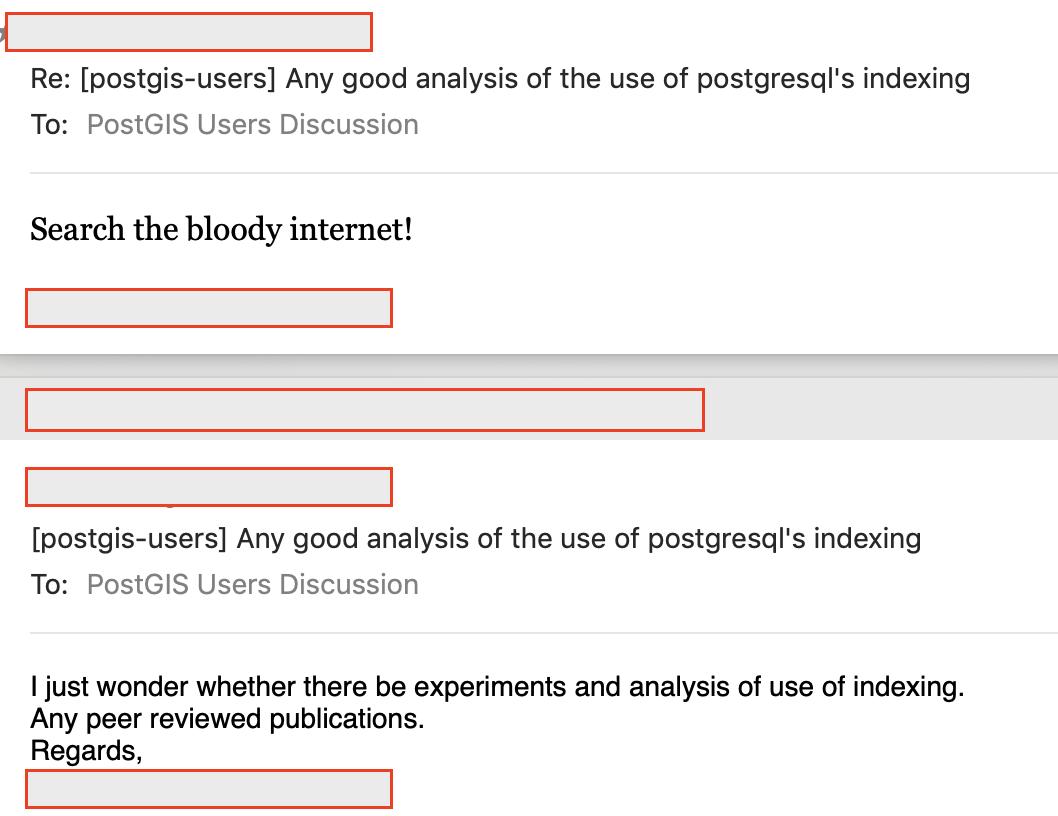 Re: [postgis-users] Any good analysis of the use of postgresql's indexing
To: PostGIS Users Discussion
Search the bloody internet!
[postgis-users] Any good analysis of the use of postgresql's indexing
To: PostGIS Users Discussion
I just wonder whether there be experiments and analysis of use of indexing.
Any peer reviewed publications.
Regards,